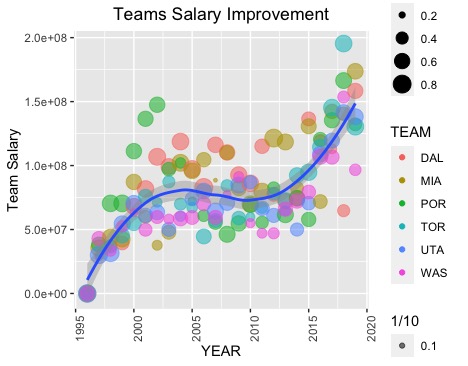 Teams Salary Improvement
2.0e+08
1.5e+08
1.0e+08
5.0e+07
0.0e+00
Team Salary
1995
2000
2005
2010
2015
2020
YEAR
0.2
0.4
0.6
0.8
TEAM
DAL
MIA
POR
TOR
UTA
WAS
1/10
0.1